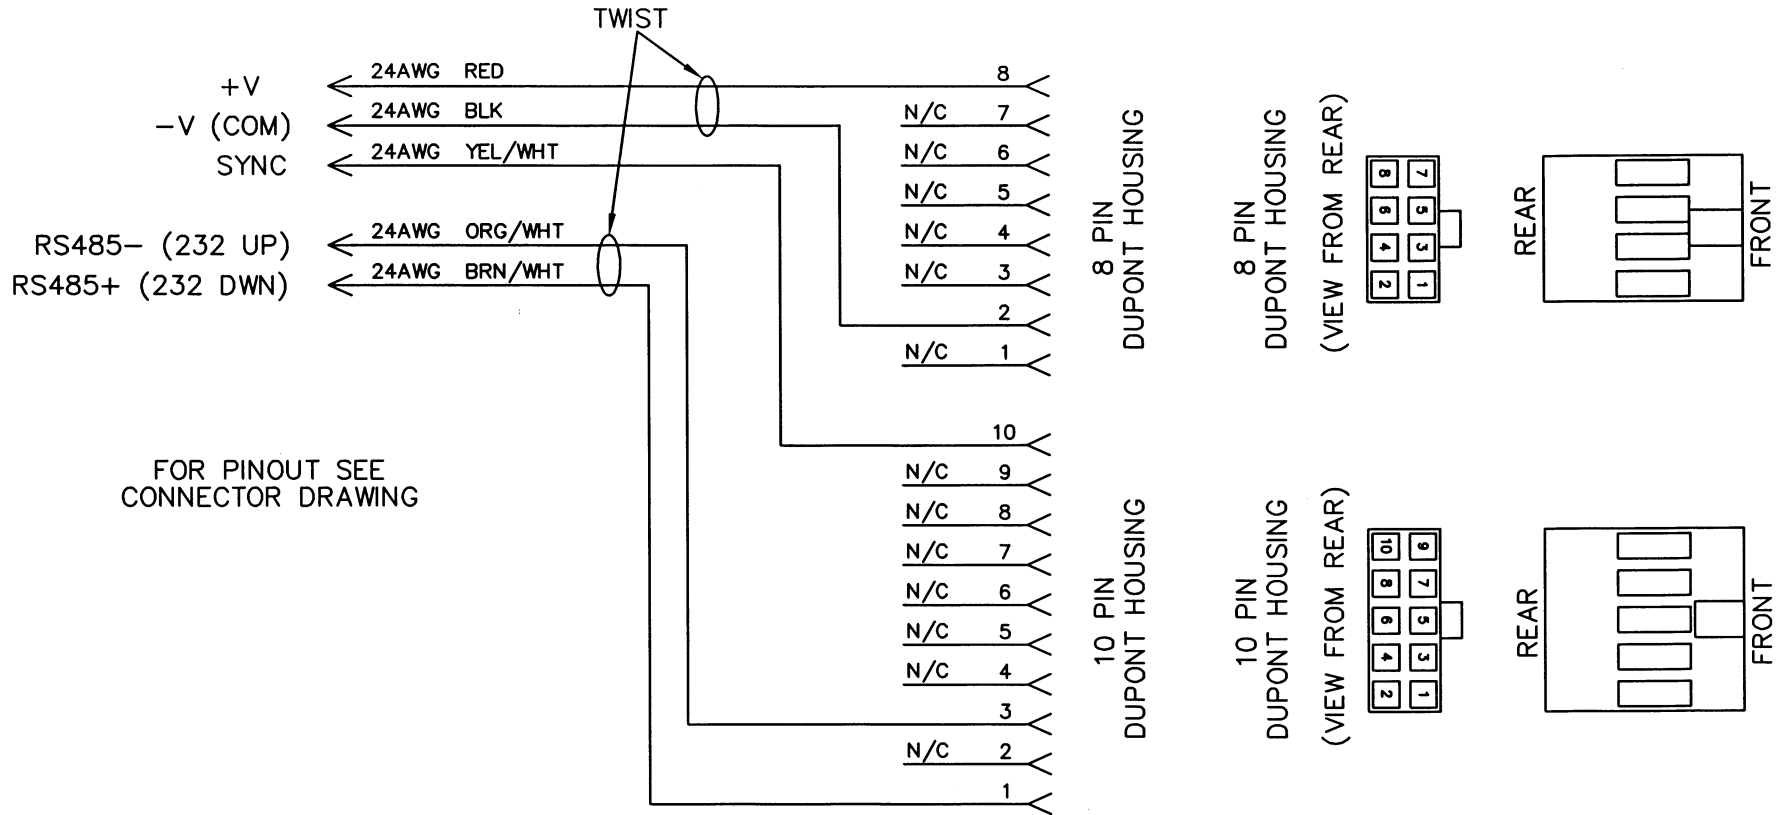 TWIST
+V 24AWG RED 8
-V (COM) 24AWG BLK N/C 7
SYNC 24AWG YEL/WHT N/C 6
N/C 5
RS485- (232 UP) 24AWG ORG/WHT N/C 4
RS485+ (232 DWN) 24AWG BRN/WHT N/C 3
2
N/C 1
8 PIN
DUPONT HOUSING
8 PIN
DUPONT HOUSING
(VIEW FROM REAR)
8 7
6 5
4 3
2 1
REAR
FRONT
FOR PINOUT SEE
CONNECTOR DRAWING
10
N/C 9
N/C 8
N/C 7
N/C 6
N/C 5
N/C 4
3
N/C 2
1
10 PIN
DUPONT HOUSING
10 PIN
DUPONT HOUSING
(VIEW FROM REAR)
10 9
8 7
6 5
4 3
2 1
REAR
FRONT